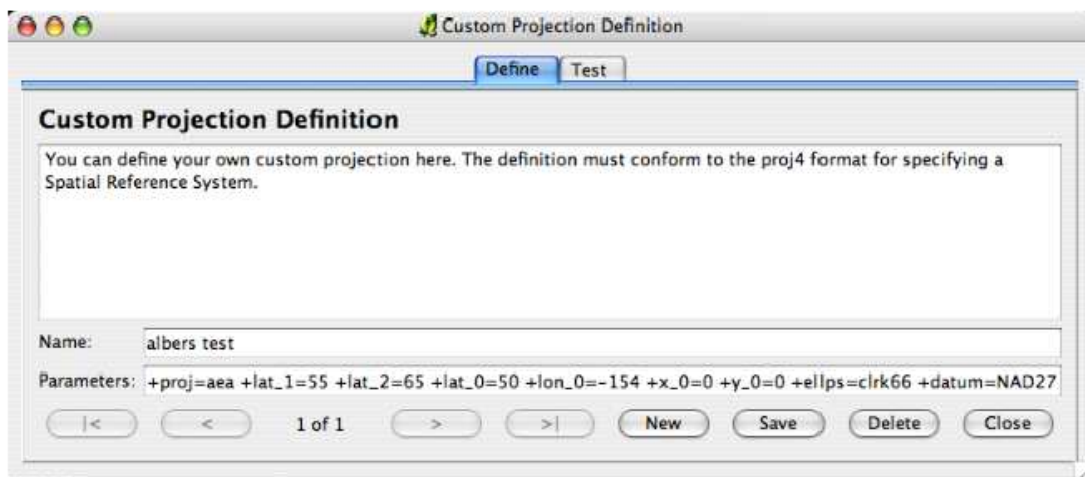 Custom Projection Definition
Define Test
Custom Projection Definition
You can define your own custom projection here. The definition must conform to the proj4 format for specifying a
Spatial Reference System.
Name: albers test
Parameters: +proj=aea +lat_1=55 +lat_2=65 +lat_0=50 +lon_0=-154 +x_0=0 +y_0=0 +ellps=clrk66 +datum=NAD27
|< < 1 of 1 > >| New Save Delete Close